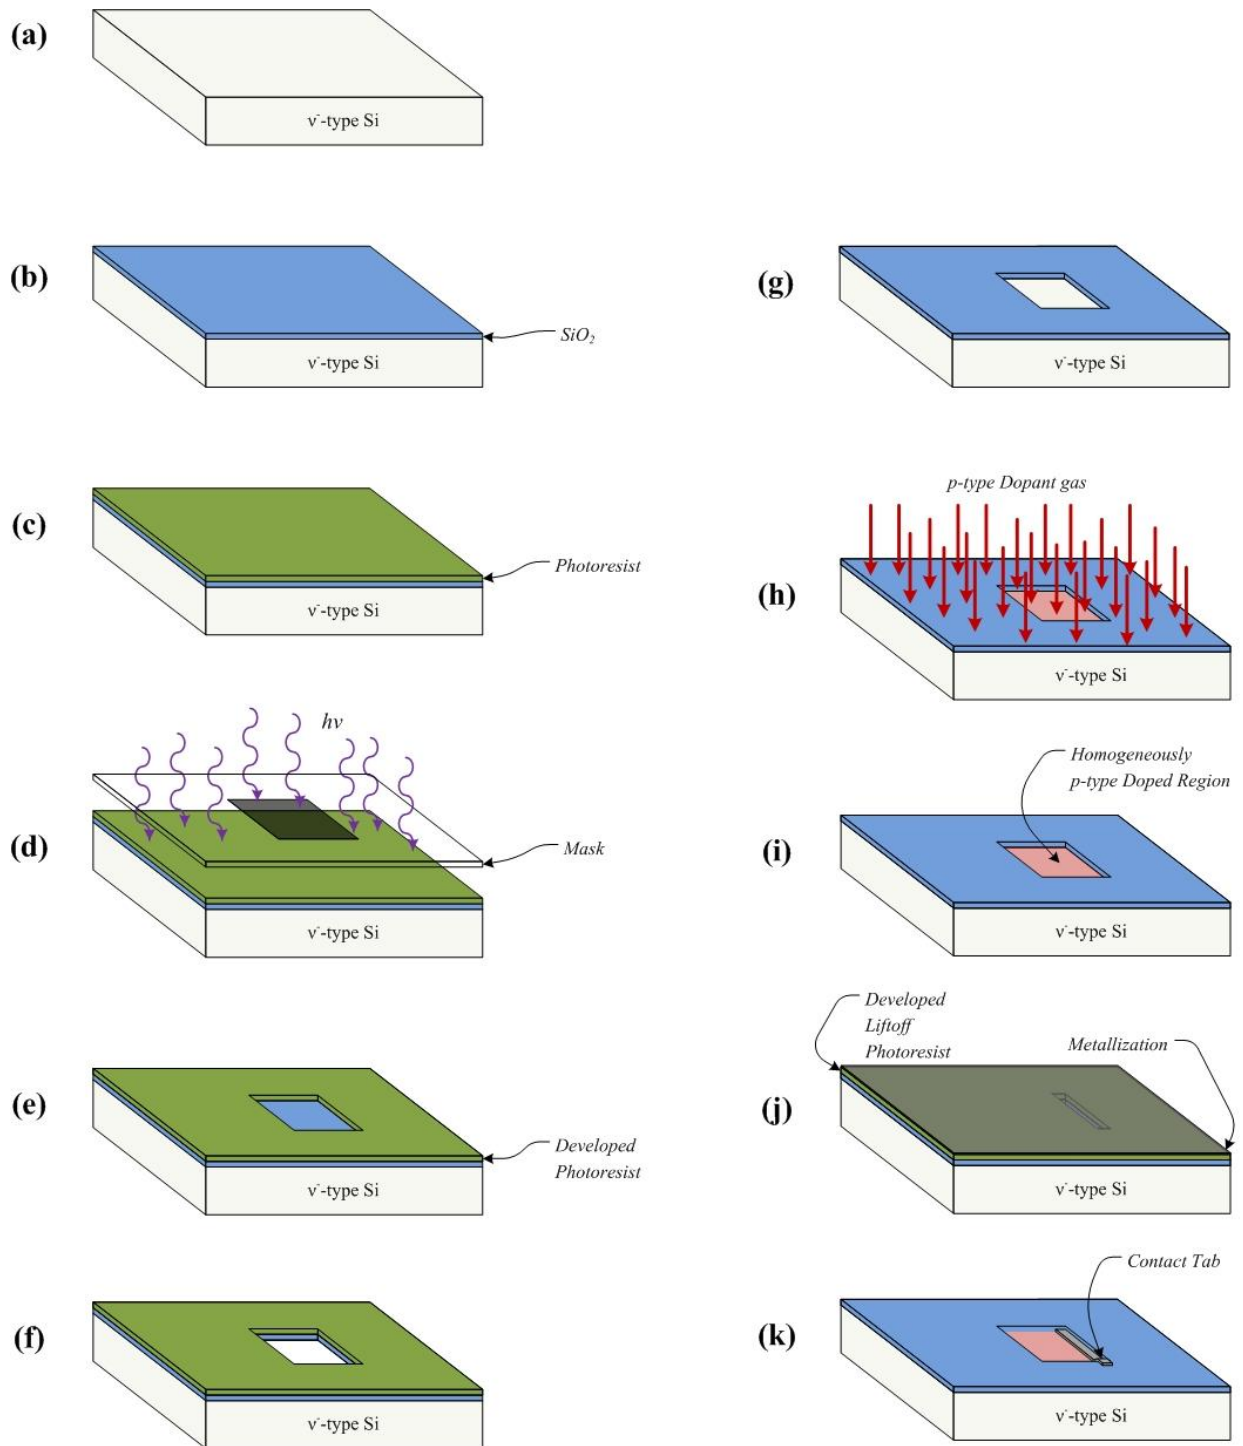 (a)
ν⁻-type Si
(b)
SiO₂
ν⁻-type Si
(c)
Photoresist
ν⁻-type Si
hν
(d)
Mask
ν⁻-type Si
(e)
Developed
Photoresist
ν⁻-type Si
(f)
ν⁻-type Si
(g)
ν⁻-type Si
p-type Dopant gas
(h)
ν⁻-type Si
Homogeneously
p-type Doped Region
(i)
ν⁻-type Si
Developed
Liftoff
Photoresist
Metallization
(j)
ν⁻-type Si
Contact Tab
(k)
ν⁻-type Si